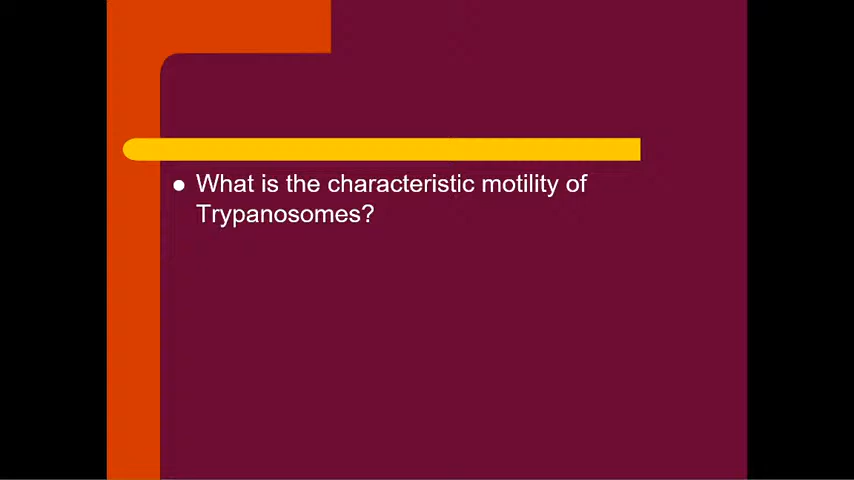 ● What is the characteristic motility of
Trypanosomes?